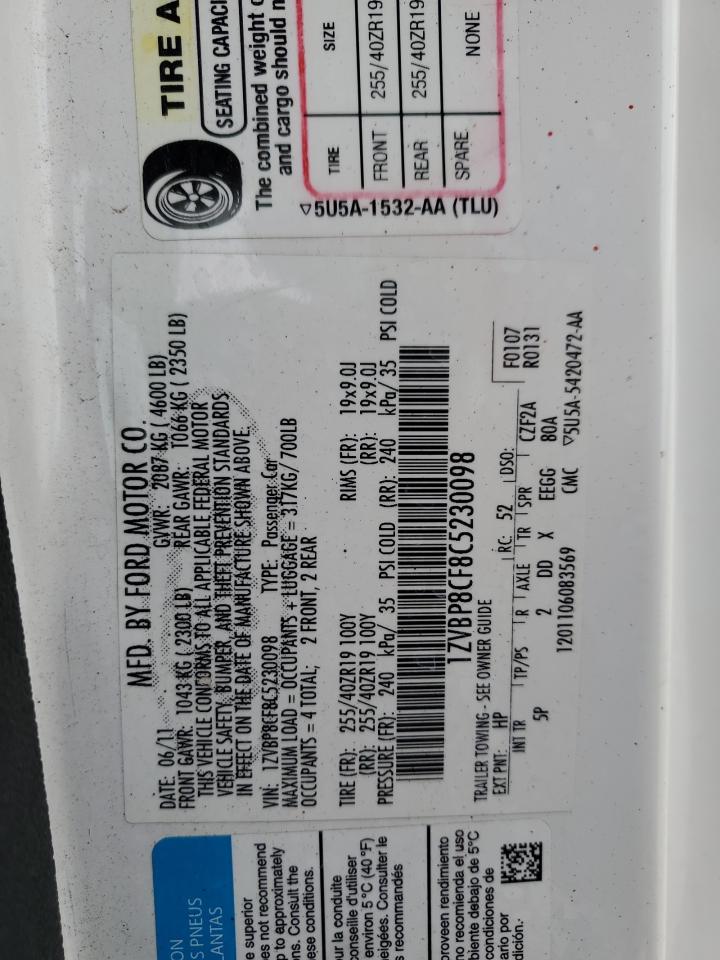 MFD. BY FORD MOTOR CO.
DATE: 06/11 GVWR: 2087 KG ( 4600 LB)
FRONT GAWR: 1043 KG ( 2300 LB) REAR GAWR: 1066 KG ( 2350 LB)
THIS VEHICLE CONFORMS TO ALL APPLICABLE FEDERAL MOTOR
VEHICLE SAFETY, BUMPER, AND THEFT PREVENTION STANDARDS
IN EFFECT ON THE DATE OF MANUFACTURE SHOWN ABOVE.
VIN: 1ZVBP8CF8C5230098 TYPE: Passenger Car
MAXIMUM LOAD = OCCUPANTS + LUGGAGE = 317KG/ 700LB
OCCUPANTS = 4 TOTAL; 2 FRONT, 2 REAR
TIRE (FR): 255/40ZR19 100Y RIMS (FR): 19x9.0J
(RR): 255/40ZR19 100Y (RR): 19x9.0J
PRESSURE (FR): 240 kPa/ 35 PSI COLD (RR): 240 kPa/ 35 PSI COLD
1ZVBP8CF8C5230098
TRAILER TOWING - SEE OWNER GUIDE
EXT PNT: HP RC: 52 DSO: F0107
R0131
INT TR TP/PS R AXLE TR SPR CZF2A
5P 2 DD X EEGG 80A
1201106083569 CMC ▽5U5A-5420472-AA
TIRE A
SEATING CAPACI
The combined weight
and cargo should n
TIRE SIZE
FRONT 255/40ZR19
REAR 255/40ZR19
SPARE NONE
▽5U5A-1532-AA (TLU)
ION
S PNEUS
LANTAS
e superior
es not recommend
p to approximately
ns. Consult the
ese conditions.
ur la conduite
conseille d'utiliser
environ 5 °C (40 °F)
eigées. Consulter le
s recommandés
proveen rendimiento
no recomienda el uso
biente debajo de 5°C
condiciones de
ario por
dición.